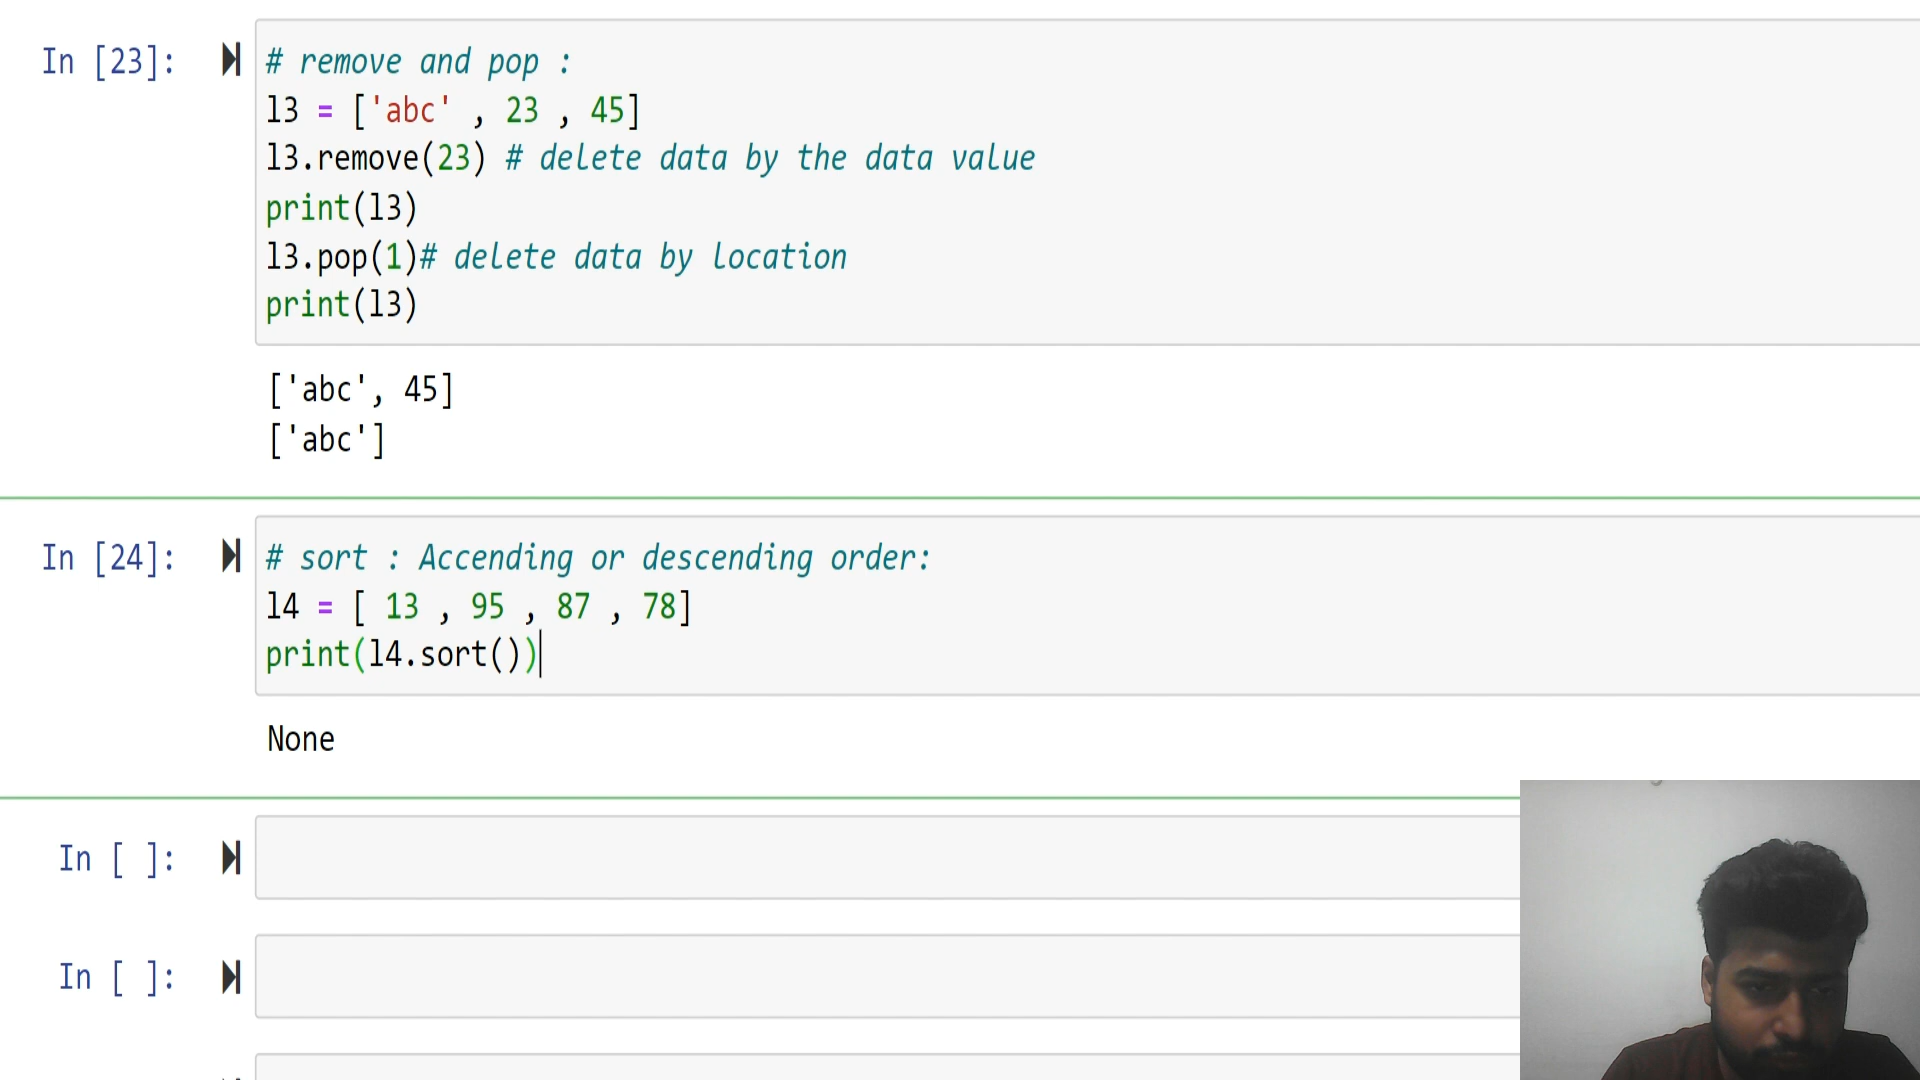 In [23]:
# remove and pop :
l3 = ['abc' , 23 , 45]
l3.remove(23) # delete data by the data value
print(l3)
l3.pop(1)# delete data by location
print(l3)
['abc', 45]
['abc']
In [24]:
# sort : Accending or descending order:
l4 = [ 13 , 95 , 87 , 78]
print(l4.sort())
None
In [ ]:
In [ ]: